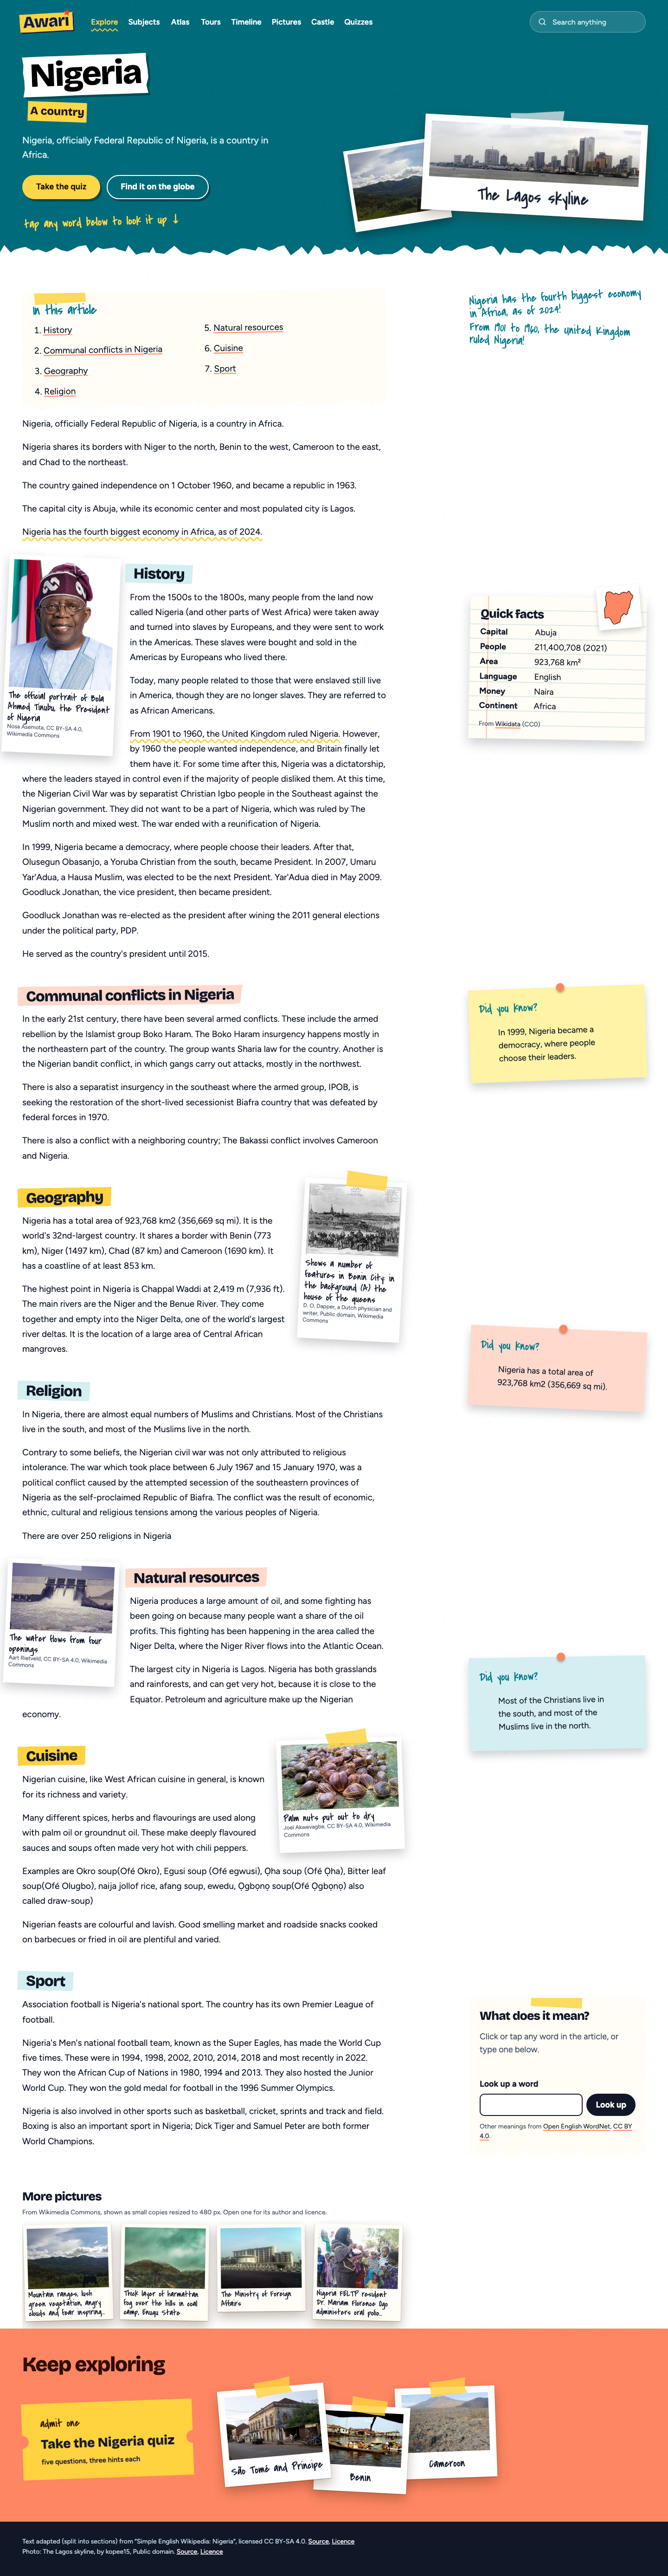 Awari
Explore Subjects Atlas Tours Timeline Pictures Castle Quizzes
Search anything
Nigeria
A country
Nigeria, officially Federal Republic of Nigeria, is a country in
Africa.
Take the quiz
Find it on the globe
tap any word below to look it up ↓
The Lagos skyline
In this article
1. History
2. Communal conflicts in Nigeria
3. Geography
4. Religion
5. Natural resources
6. Cuisine
7. Sport
Nigeria has the fourth biggest economy
in Africa, as of 2024!
From 1901 to 1960, the United Kingdom
ruled Nigeria!
Nigeria, officially Federal Republic of Nigeria, is a country in Africa.
Nigeria shares its borders with Niger to the north, Benin to the west, Cameroon to the east,
and Chad to the northeast.
The country gained independence on 1 October 1960, and became a republic in 1963.
The capital city is Abuja, while its economic center and most populated city is Lagos.
Nigeria has the fourth biggest economy in Africa, as of 2024.
The official portrait of Bola
Ahmed Tinubu, the President
of Nigeria
Nosa Asemota, CC BY-SA 4.0,
Wikimedia Commons
History
From the 1500s to the 1800s, many people from the land now
called Nigeria (and other parts of West Africa) were taken away
and turned into slaves by Europeans, and they were sent to work
in the Americas. These slaves were bought and sold in the
Americas by Europeans who lived there.
Today, many people related to those that were enslaved still live
in America, though they are no longer slaves. They are referred to
as African Americans.
From 1901 to 1960, the United Kingdom ruled Nigeria. However,
by 1960 the people wanted independence, and Britain finally let
them have it. For some time after this, Nigeria was a dictatorship,
where the leaders stayed in control even if the majority of people disliked them. At this time,
the Nigerian Civil War was by separatist Christian Igbo people in the Southeast against the
Nigerian government. They did not want to be a part of Nigeria, which was ruled by The
Muslim north and mixed west. The war ended with a reunification of Nigeria.
In 1999, Nigeria became a democracy, where people choose their leaders. After that,
Olusegun Obasanjo, a Yoruba Christian from the south, became President. In 2007, Umaru
Yar'Adua, a Hausa Muslim, was elected to be the next President. Yar'Adua died in May 2009.
Goodluck Jonathan, the vice president, then became president.
Goodluck Jonathan was re-elected as the president after wining the 2011 general elections
under the political party, PDP.
He served as the country's president until 2015.
Quick facts
Capital Abuja
People 211,400,708 (2021)
Area 923,768 km²
Language English
Money Naira
Continent Africa
From Wikidata (CC0)
Communal conflicts in Nigeria
In the early 21st century, there have been several armed conflicts. These include the armed
rebellion by the Islamist group Boko Haram. The Boko Haram insurgency happens mostly in
the northeastern part of the country. The group wants Sharia law for the country. Another is
the Nigerian bandit conflict, in which gangs carry out attacks, mostly in the northwest.
There is also a separatist insurgency in the southeast where the armed group, IPOB, is
seeking the restoration of the short-lived secessionist Biafra country that was defeated by
federal forces in 1970.
There is also a conflict with a neighboring country; The Bakassi conflict involves Cameroon
and Nigeria.
Did you know?
In 1999, Nigeria became a
democracy, where people
choose their leaders.
Geography
Nigeria has a total area of 923,768 km2 (356,669 sq mi). It is the
world's 32nd-largest country. It shares a border with Benin (773
km), Niger (1497 km), Chad (87 km) and Cameroon (1690 km). It
has a coastline of at least 853 km.
The highest point in Nigeria is Chappal Waddi at 2,419 m (7,936 ft).
The main rivers are the Niger and the Benue River. They come
together and empty into the Niger Delta, one of the world's largest
river deltas. It is the location of a large area of Central African
mangroves.
Shows a number of
features in Benin City, in
the background (A) the
house of the queens
D. O. Dapper, a Dutch physician and
writer, Public domain, Wikimedia
Commons
Did you know?
Nigeria has a total area of
923,768 km2 (356,669 sq mi).
Religion
In Nigeria, there are almost equal numbers of Muslims and Christians. Most of the Christians
live in the south, and most of the Muslims live in the north.
Contrary to some beliefs, the Nigerian civil war was not only attributed to religious
intolerance. The war which took place between 6 July 1967 and 15 January 1970, was a
political conflict caused by the attempted secession of the southeastern provinces of
Nigeria as the self-proclaimed Republic of Biafra. The conflict was the result of economic,
ethnic, cultural and religious tensions among the various peoples of Nigeria.
There are over 250 religions in Nigeria
The water flows from four
openings
Aart Rietveld, CC BY-SA 4.0, Wikimedia
Commons
Natural resources
Nigeria produces a large amount of oil, and some fighting has
been going on because many people want a share of the oil
profits. This fighting has been happening in the area called the
Niger Delta, where the Niger River flows into the Atlantic Ocean.
The largest city in Nigeria is Lagos. Nigeria has both grasslands
and rainforests, and can get very hot, because it is close to the
Equator. Petroleum and agriculture make up the Nigerian
economy.
Did you know?
Most of the Christians live in
the south, and most of the
Muslims live in the north.
Cuisine
Nigerian cuisine, like West African cuisine in general, is known
for its richness and variety.
Many different spices, herbs and flavourings are used along
with palm oil or groundnut oil. These make deeply flavoured
sauces and soups often made very hot with chili peppers.
Examples are Okro soup(Ofé Okro), Egusi soup (Ofé egwusi), Ọha soup (Ofé Ọha), Bitter leaf
soup(Ofé Olugbo), naija jollof rice, afang soup, ewedu, Ọgbọnọ soup(Ofé Ọgbọnọ) also
called draw-soup)
Nigerian feasts are colourful and lavish. Good smelling market and roadside snacks cooked
on barbecues or fried in oil are plentiful and varied.
Palm nuts put out to dry
Joel Akwevagba, CC BY-SA 4.0, Wikimedia
Commons
Sport
Association football is Nigeria's national sport. The country has its own Premier League of
football.
Nigeria's Men's national football team, known as the Super Eagles, has made the World Cup
five times. These were in 1994, 1998, 2002, 2010, 2014, 2018 and most recently in 2022.
They won the African Cup of Nations in 1980, 1994 and 2013. They also hosted the Junior
World Cup. They won the gold medal for football in the 1996 Summer Olympics.
Nigeria is also involved in other sports such as basketball, cricket, sprints and track and field.
Boxing is also an important sport in Nigeria; Dick Tiger and Samuel Peter are both former
World Champions.
What does it mean?
Click or tap any word in the article, or
type one below.
Look up a word
Look up
Other meanings from Open English WordNet, CC BY
4.0.
More pictures
From Wikimedia Commons, shown as small copies resized to 480 px. Open one for its author and licence.
Mountain ranges, lush
green vegetation, angry
clouds and fear inspiring...
Thick layer of harmattan
fog over the hills in coal
camp, Enugu State
The Ministry of Foreign
Affairs
Nigeria FELTP resident
Dr. Mariam Florence Ogo
administers oral polio...
Keep exploring
admit one
Take the Nigeria quiz
five questions, three hints each
São Tomé and Príncipe
Benin
Cameroon
Text adapted (split into sections) from "Simple English Wikipedia: Nigeria", licensed CC BY-SA 4.0. Source, Licence
Photo: The Lagos skyline, by kopee15, Public domain. Source, Licence